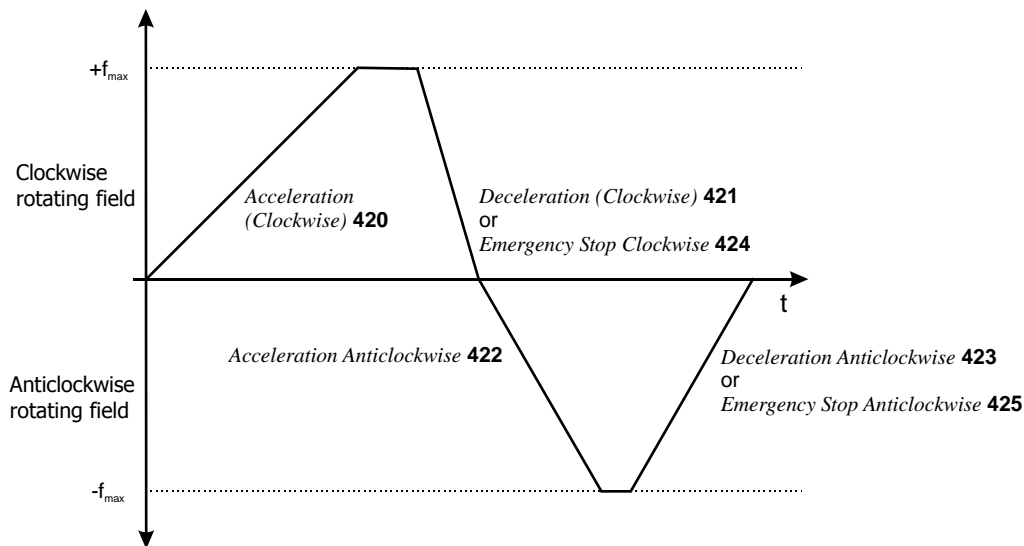 +fmax
Clockwise
rotating field
Acceleration
(Clockwise) 420
Deceleration (Clockwise) 421
or
Emergency Stop Clockwise 424
t
Acceleration Anticlockwise 422
Deceleration Anticlockwise 423
or
Emergency Stop Anticlockwise 425
Anticlockwise
rotating field
-fmax